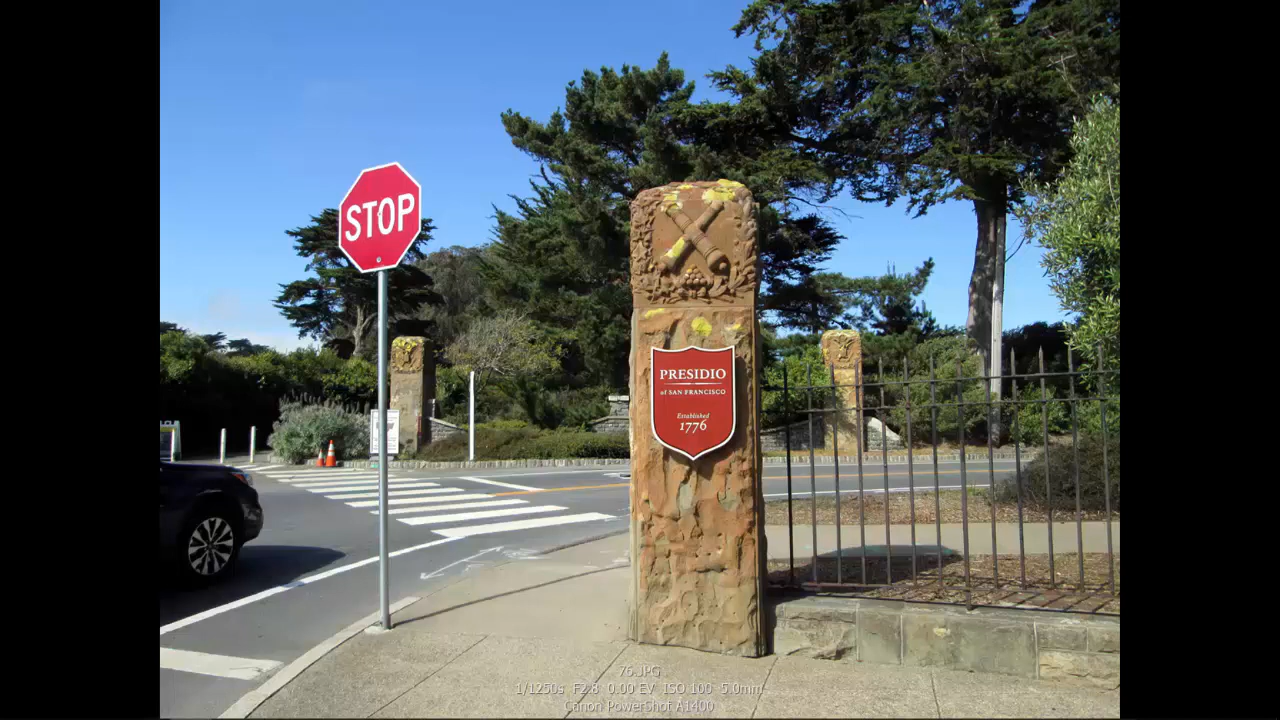 STOP
PRESIDIO
of SAN FRANCISCO
Established
1776
76.JPG
1/1250s F2.8 0.00 EV ISO 100 5.0mm
Canon PowerShot A1400